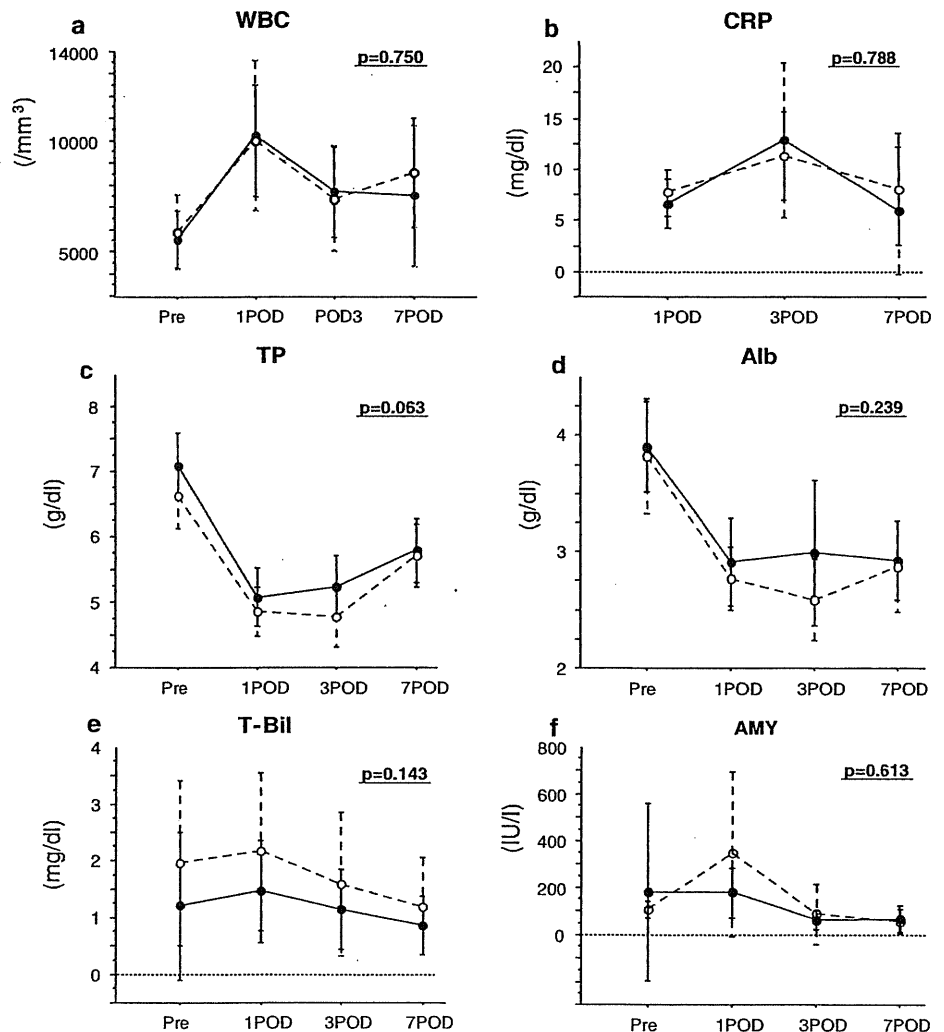 a WBC
14000
10000
5000
(/mm³)
p=0.750
Pre 1POD POD3 7POD
b CRP
20
15
10
5
0
(mg/dl)
p=0.788
1POD 3POD 7POD
c TP
8
7
6
5
4
(g/dl)
p=0.063
Pre 1POD 3POD 7POD
d Alb
4
3
2
(g/dl)
p=0.239
Pre 1POD 3POD 7POD
e T-Bil
4
3
2
1
0
(mg/dl)
p=0.143
Pre 1POD 3POD 7POD
f AMY
800
600
400
200
0
(IU/l)
p=0.613
Pre 1POD 3POD 7POD